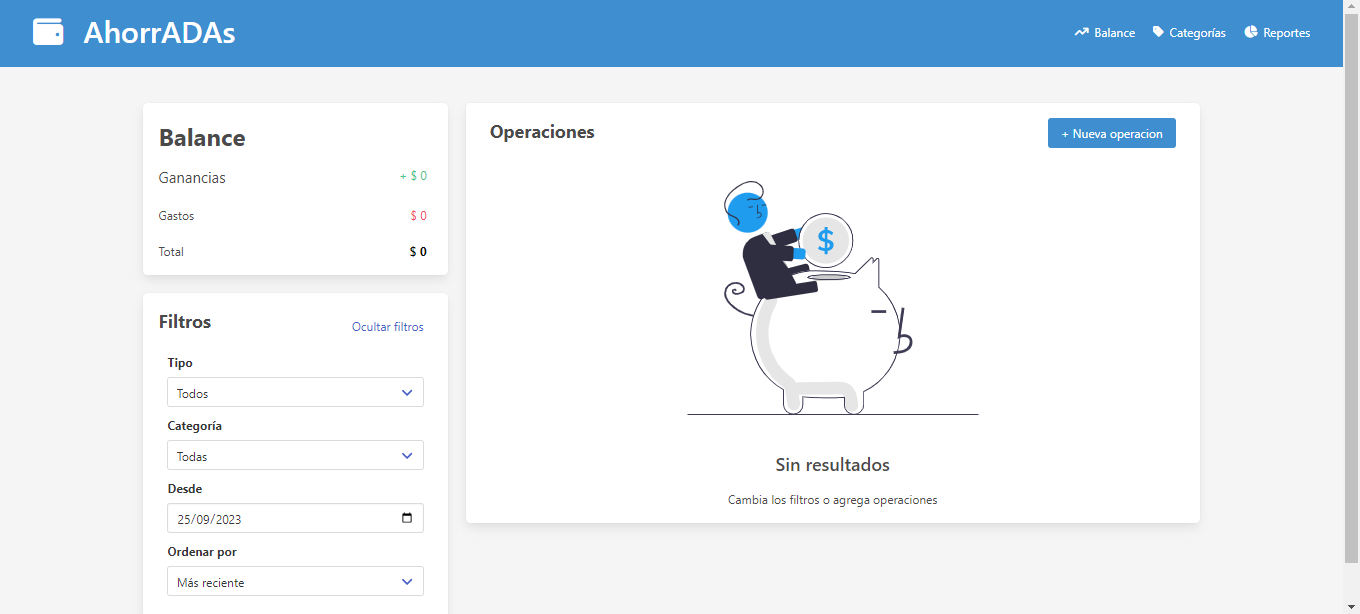 AhorrADAs
Balance
Categorías
Reportes
Balance
Ganancias
+ $ 0
Gastos
$ 0
Total
$ 0
Filtros
Ocultar filtros
Tipo
Todos
Categoría
Todas
Desde
25/09/2023
Ordenar por
Más reciente
Operaciones
+ Nueva operacion
$
Sin resultados
Cambia los filtros o agrega operaciones